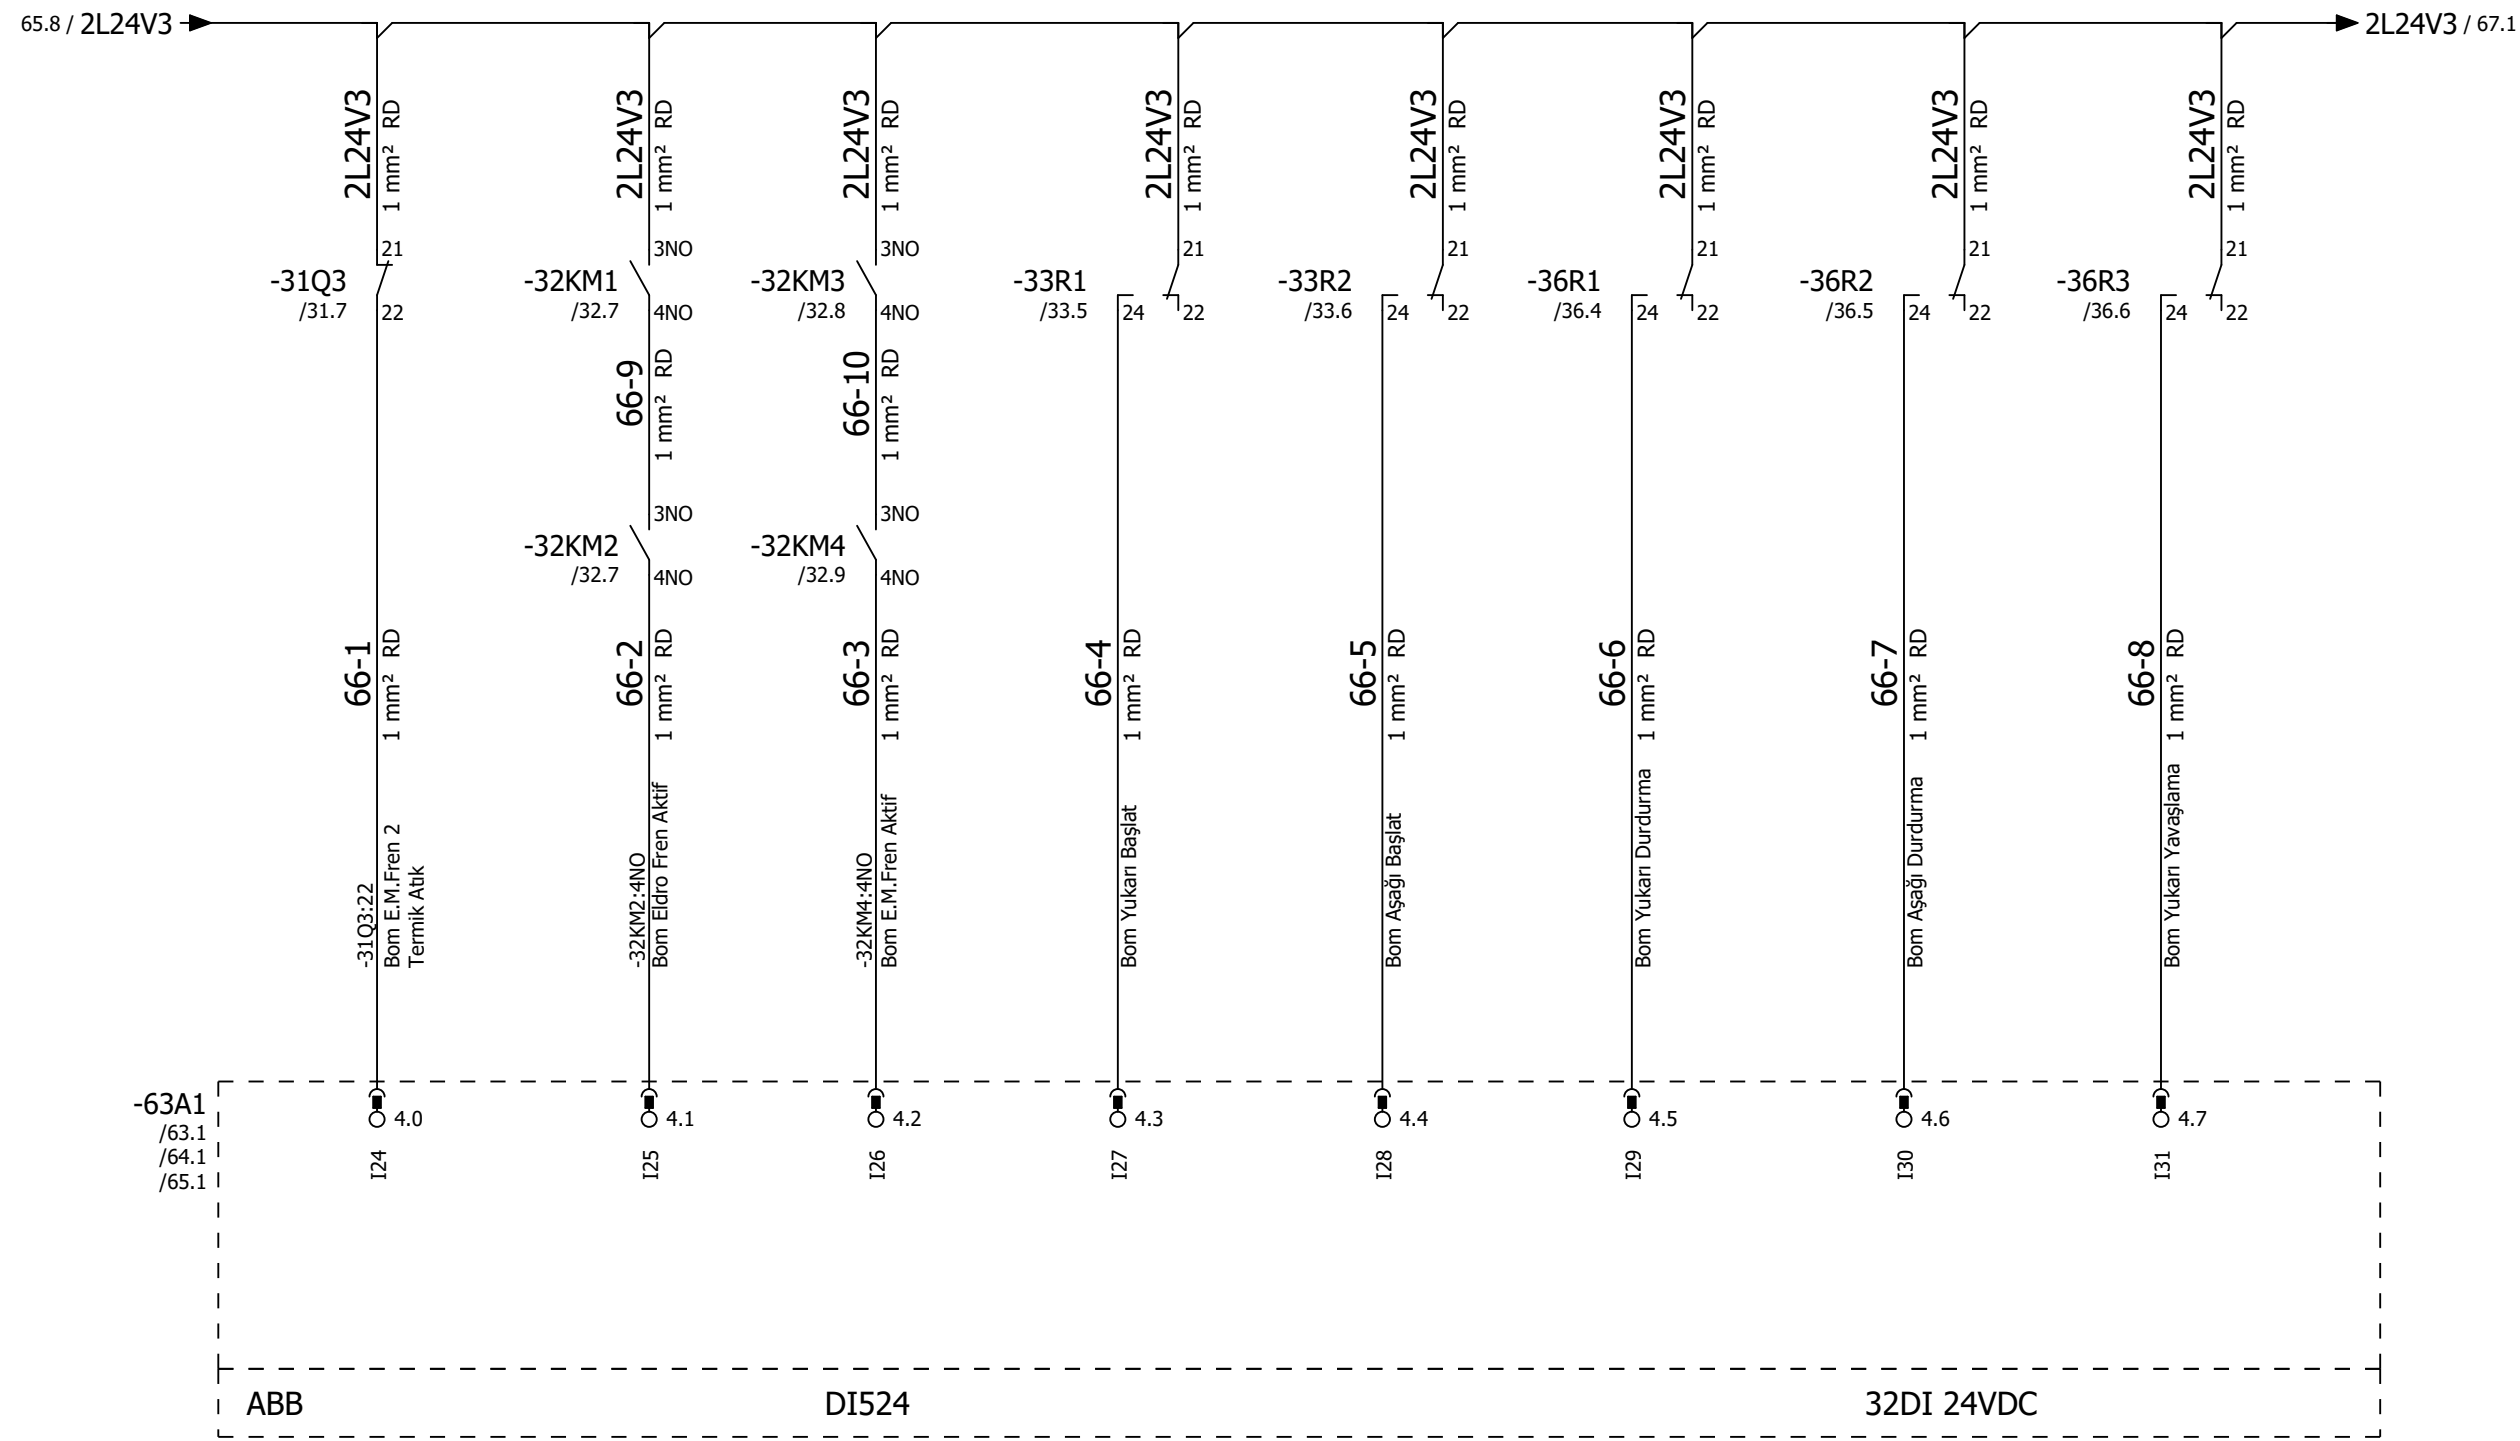 65.8 / 2L24V3
2L24V3 / 67.1
2L24V3
1 mm² RD
2L24V3
1 mm² RD
2L24V3
1 mm² RD
2L24V3
1 mm² RD
2L24V3
1 mm² RD
2L24V3
1 mm² RD
2L24V3
1 mm² RD
2L24V3
1 mm² RD
21
-31Q3
/31.7
22
3NO
-32KM1
/32.7
4NO
3NO
-32KM3
/32.8
4NO
21
-33R1
/33.5
24
22
21
-33R2
/33.6
24
22
21
-36R1
/36.4
24
22
21
-36R2
/36.5
24
22
21
-36R3
/36.6
24
22
66-9
1 mm² RD
66-10
1 mm² RD
3NO
-32KM2
/32.7
4NO
3NO
-32KM4
/32.9
4NO
66-1
1 mm² RD
66-2
1 mm² RD
66-3
1 mm² RD
66-4
1 mm² RD
66-5
1 mm² RD
66-6
1 mm² RD
66-7
1 mm² RD
66-8
1 mm² RD
-31Q3:22
Bom E.M.Fren 2
Termik Atık
-32KM2:4NO
Bom Eldro Fren Aktif
-32KM4:4NO
Bom E.M.Fren Aktif
Bom Yukarı Başlat
Bom Aşağı Başlat
Bom Yukarı Durdurma
Bom Aşağı Durdurma
Bom Yukarı Yavaşlama
-63A1
/63.1
/64.1
/65.1
4.0
4.1
4.2
4.3
4.4
4.5
4.6
4.7
I24
I25
I26
I27
I28
I29
I30
I31
ABB
DI524
32DI 24VDC